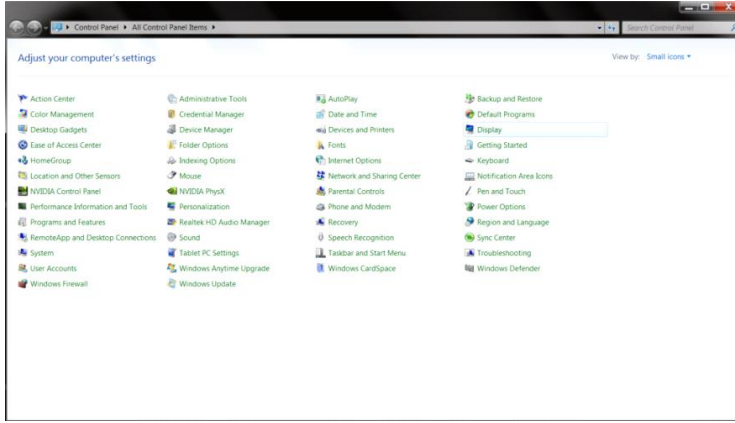 Control Panel All Control Panel Items Search Control Panel
Adjust your computer's settings View by: Small icons
Action Center Administrative Tools AutoPlay Backup and Restore
Color Management Credential Manager Date and Time Default Programs
Desktop Gadgets Device Manager Devices and Printers Display
Ease of Access Center Folder Options Fonts Getting Started
HomeGroup Indexing Options Internet Options Keyboard
Location and Other Sensors Mouse Network and Sharing Center Notification Area Icons
NVIDIA Control Panel NVIDIA PhysX Parental Controls Pen and Touch
Performance Information and Tools Personalization Phone and Modem Power Options
Programs and Features Realtek HD Audio Manager Recovery Region and Language
RemoteApp and Desktop Connections Sound Speech Recognition Sync Center
System Tablet PC Settings Taskbar and Start Menu Troubleshooting
User Accounts Windows Anytime Upgrade Windows CardSpace Windows Defender
Windows Firewall Windows Update